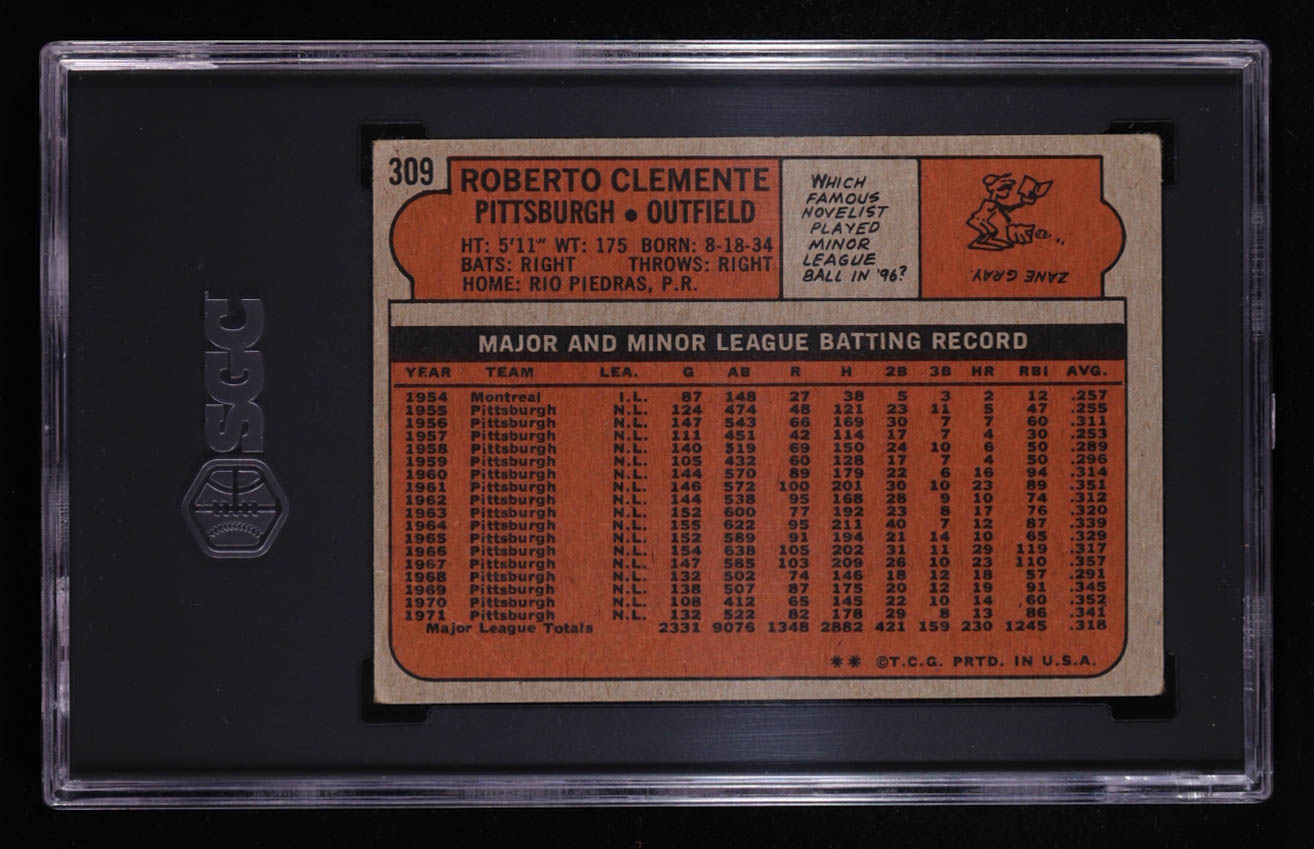 309
ROBERTO CLEMENTE
PITTSBURGH • OUTFIELD
HT: 5'11" WT: 175 BORN: 8-18-34
BATS: RIGHT THROWS: RIGHT
HOME: RIO PIEDRAS, P.R.
WHICH
FAMOUS
NOVELIST
PLAYED
MINOR
LEAGUE
BALL IN '96?
ZANE GRAY.
MAJOR AND MINOR LEAGUE BATTING RECORD
YEAR TEAM LEA. G AB R H 2B 3B HR RBI AVG.
1954 Montreal I.L. 87 148 27 38 5 3 2 12 .257
1955 Pittsburgh N.L. 124 474 48 121 23 11 5 47 .255
1956 Pittsburgh N.L. 147 543 66 169 30 7 7 60 .311
1957 Pittsburgh N.L. 111 451 42 114 17 7 4 30 .253
1958 Pittsburgh N.L. 140 519 69 150 24 10 6 50 .289
1959 Pittsburgh N.L. 105 432 60 128 17 7 4 50 .296
1960 Pittsburgh N.L. 144 570 89 179 22 6 16 94 .314
1961 Pittsburgh N.L. 146 572 100 201 30 10 23 89 .351
1962 Pittsburgh N.L. 144 538 95 168 28 9 10 74 .312
1963 Pittsburgh N.L. 152 600 77 192 23 8 17 76 .320
1964 Pittsburgh N.L. 155 622 95 211 40 7 12 87 .339
1965 Pittsburgh N.L. 152 589 91 194 21 14 10 65 .329
1966 Pittsburgh N.L. 154 638 105 202 31 11 29 119 .317
1967 Pittsburgh N.L. 147 585 103 209 26 10 23 110 .357
1968 Pittsburgh N.L. 132 502 74 146 18 12 18 57 .291
1969 Pittsburgh N.L. 138 507 87 175 20 12 19 91 .345
1970 Pittsburgh N.L. 108 412 65 145 22 10 14 60 .352
1971 Pittsburgh N.L. 132 522 82 178 29 8 13 86 .341
Major League Totals 2331 9076 1348 2882 421 159 230 1245 .318
** ©T.C.G. PRTD. IN U.S.A.
SGC